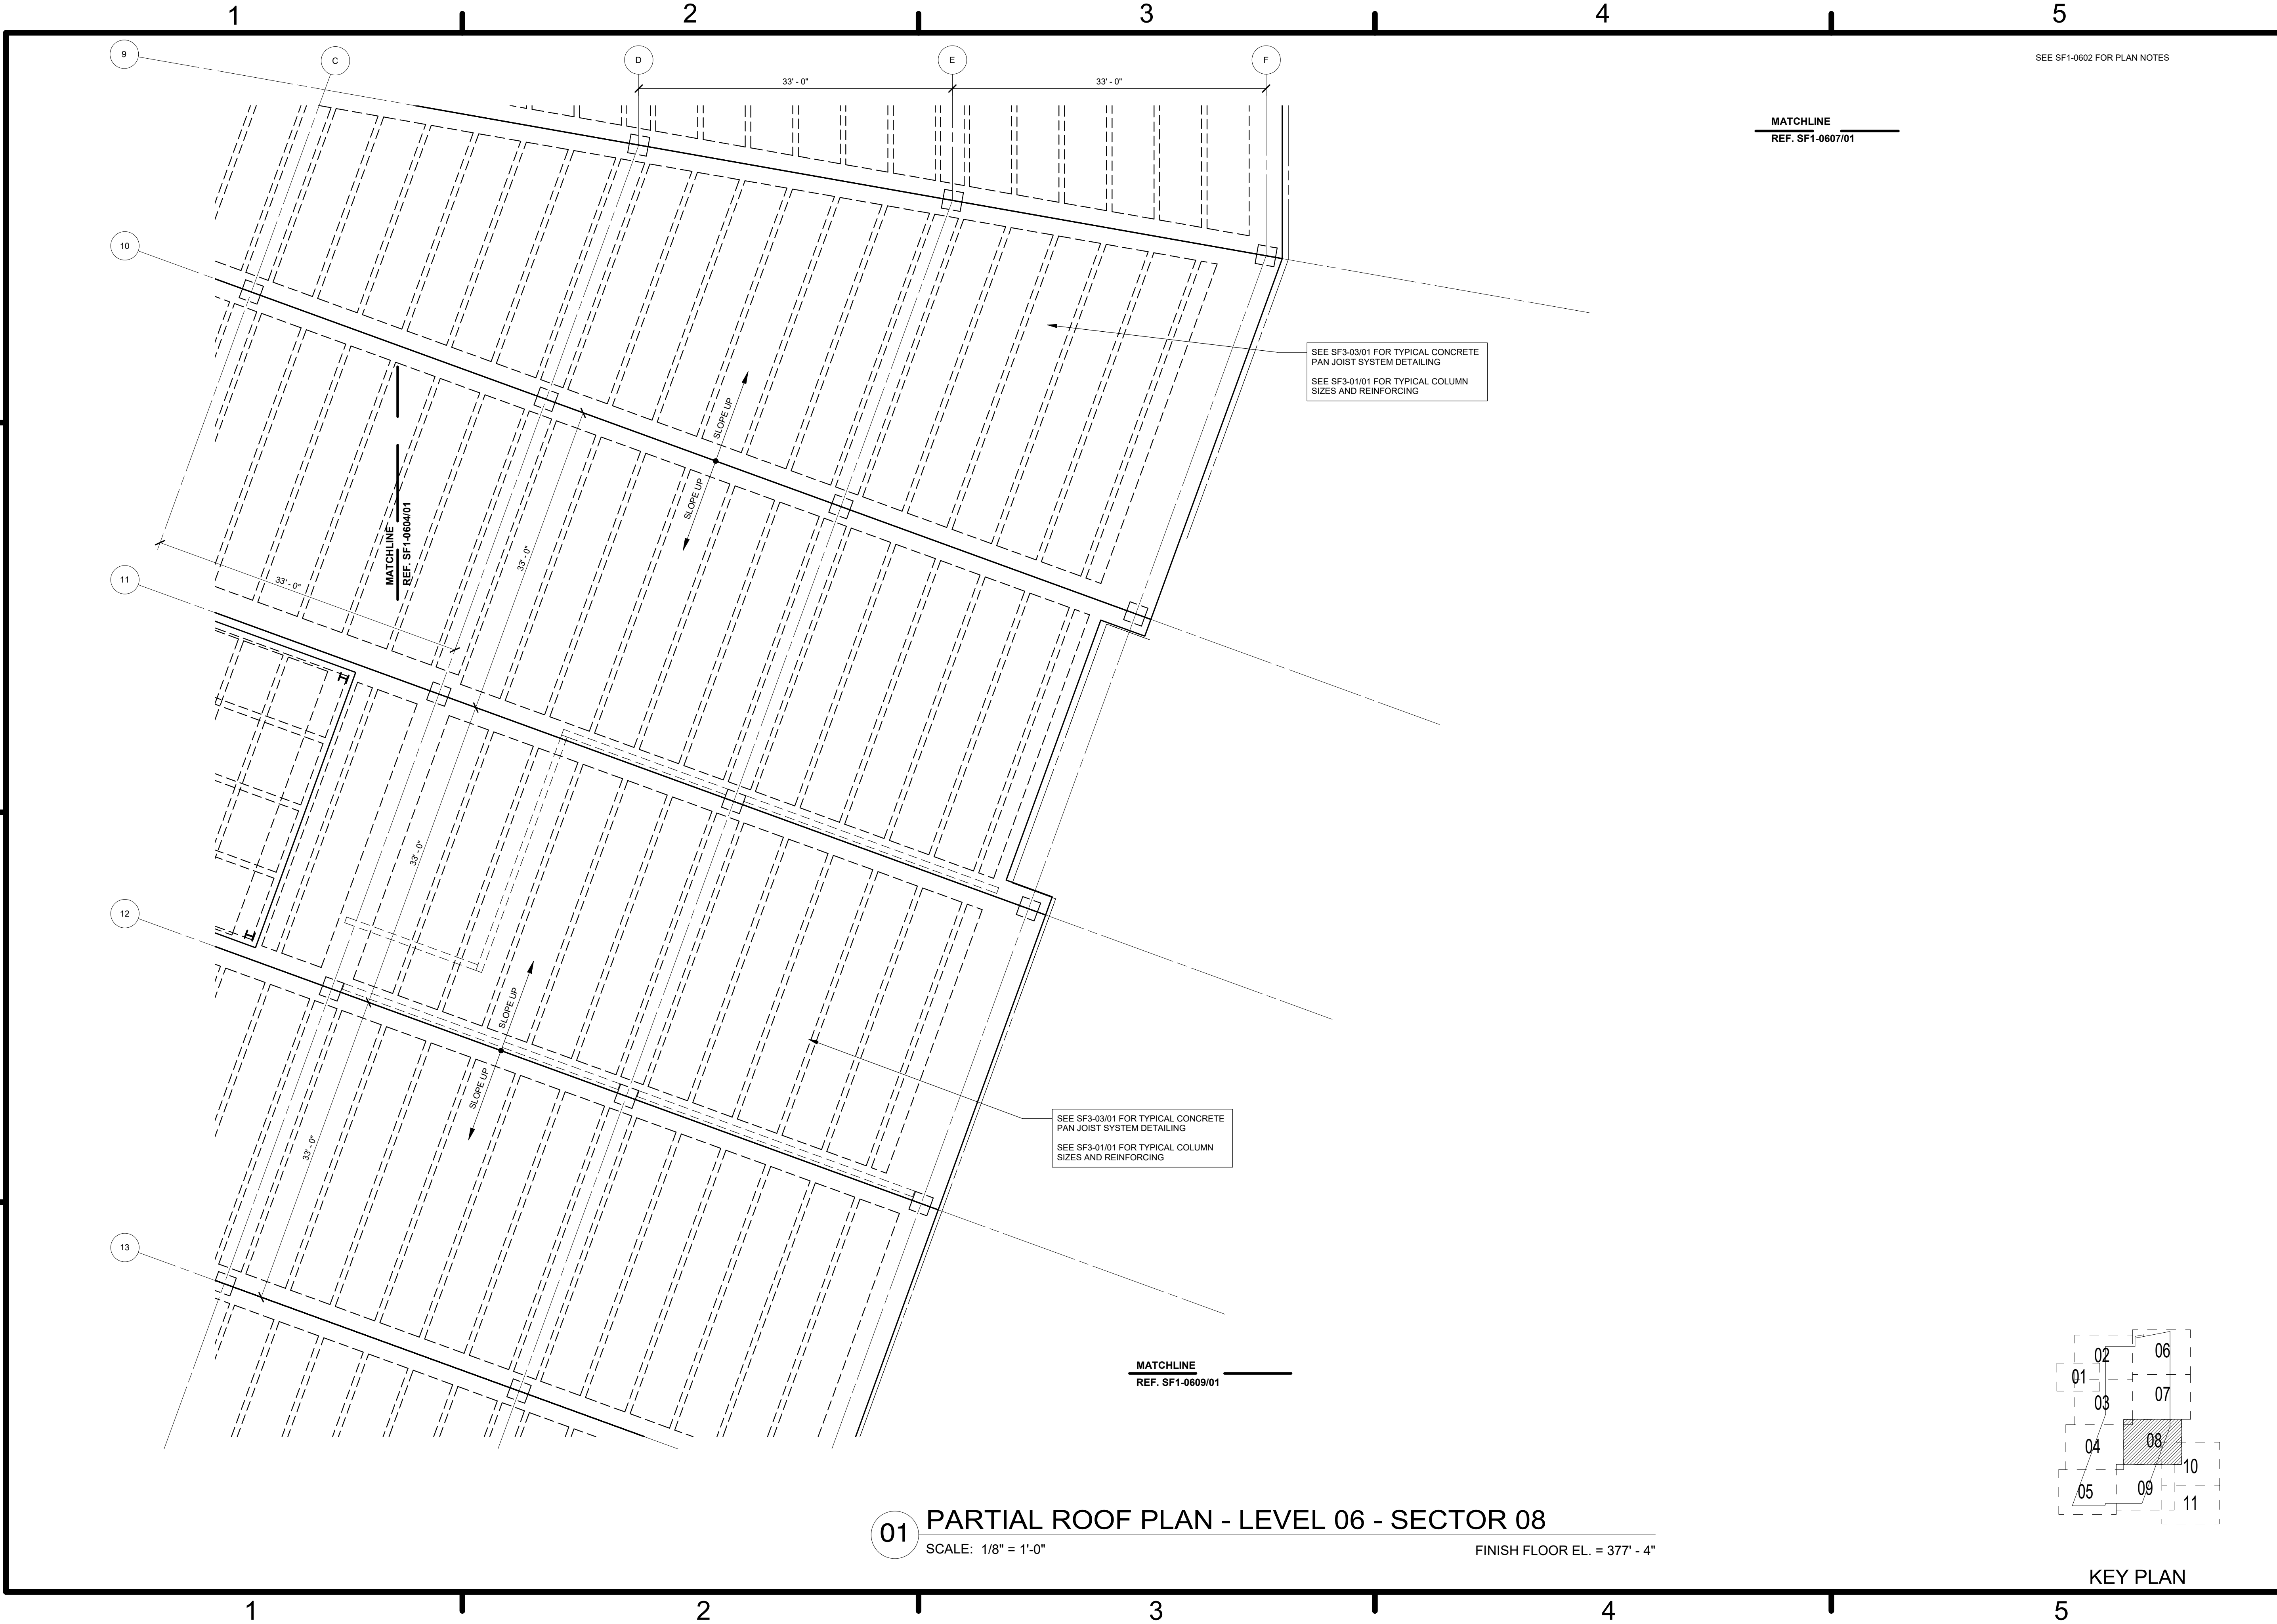 1
2
3
4
5
SEE SF1-0602 FOR PLAN NOTES
9
C
D
E
F
33' - 0"
33' - 0"
MATCHLINE
REF. SF1-0607/01
10
SEE SF3-03/01 FOR TYPICAL CONCRETE
PAN JOIST SYSTEM DETAILING
SEE SF3-01/01 FOR TYPICAL COLUMN
SIZES AND REINFORCING
SLOPE UP
SLOPE UP
MATCHLINE
REF. SF1-0604/01
33' - 0"
33' - 0"
11
33' - 0"
12
SLOPE UP
SLOPE UP
SEE SF3-03/01 FOR TYPICAL CONCRETE
PAN JOIST SYSTEM DETAILING
SEE SF3-01/01 FOR TYPICAL COLUMN
SIZES AND REINFORCING
33' - 0"
13
MATCHLINE
REF. SF1-0609/01
02
06
01
07
03
04
08
10
05
09
11
01
PARTIAL ROOF PLAN - LEVEL 06 - SECTOR 08
SCALE: 1/8" = 1'-0"
FINISH FLOOR EL. = 377' - 4"
KEY PLAN
1
2
3
4
5